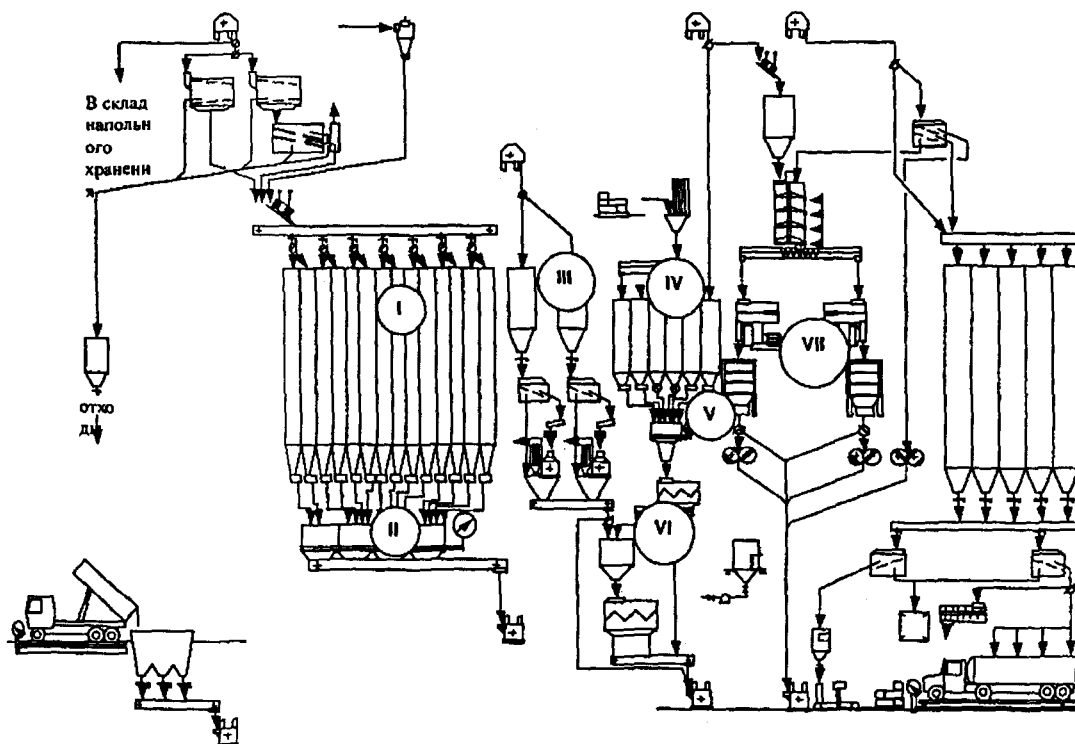 В склад
напольн
ого
хранени
я
I
II
III
IV
V
VI
VII
отхо
ды